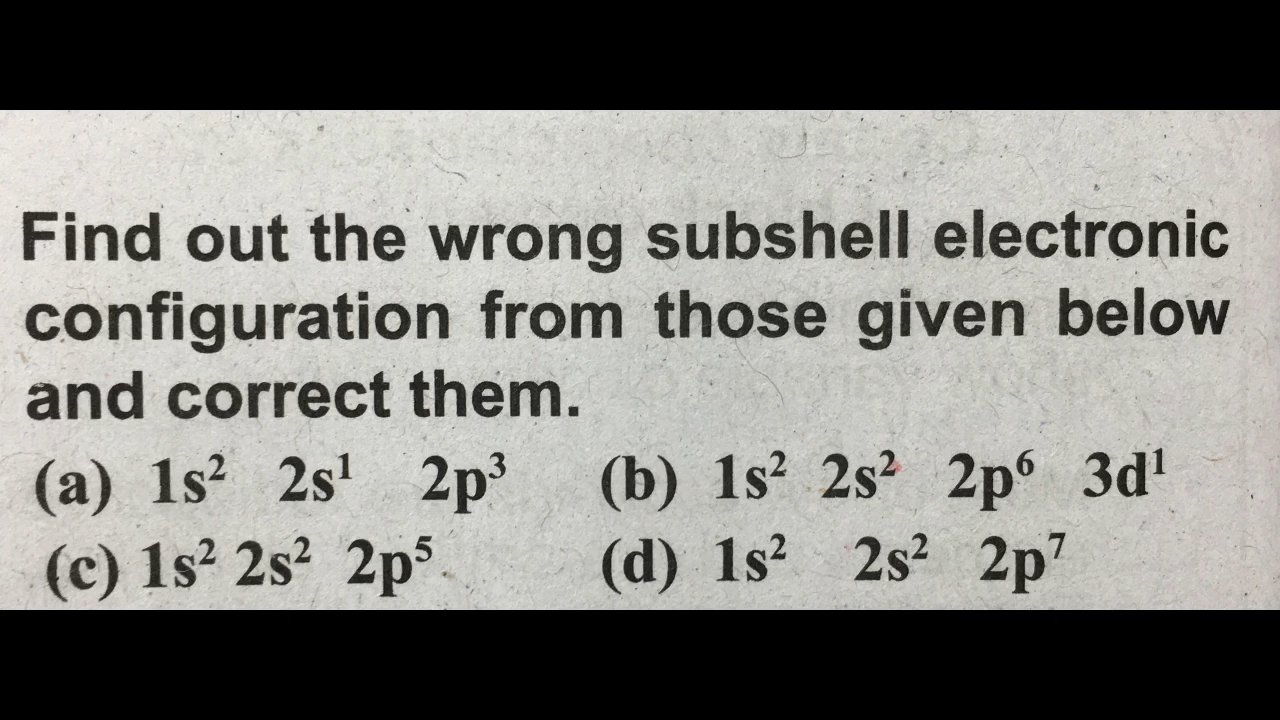 Find out the wrong subshell electronic
configuration from those given below
and correct them.
(a) 1s² 2s¹ 2p³ (b) 1s² 2s² 2p⁶ 3d¹
(c) 1s² 2s² 2p⁵ (d) 1s² 2s² 2p⁷